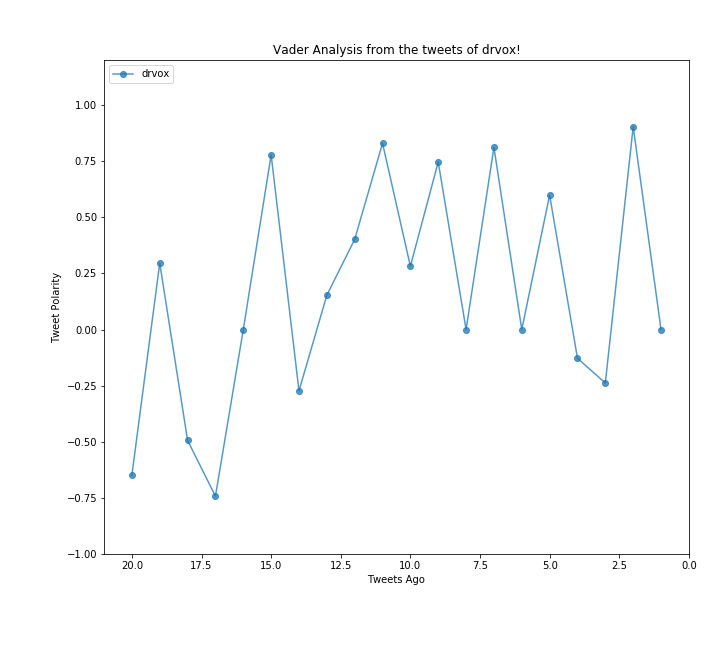 Vader Analysis from the tweets of drvox!
drvox
1.00
0.75
0.50
0.25
0.00
−0.25
−0.50
−0.75
−1.00
Tweet Polarity
20.0 17.5 15.0 12.5 10.0 7.5 5.0 2.5 0.0
Tweets Ago